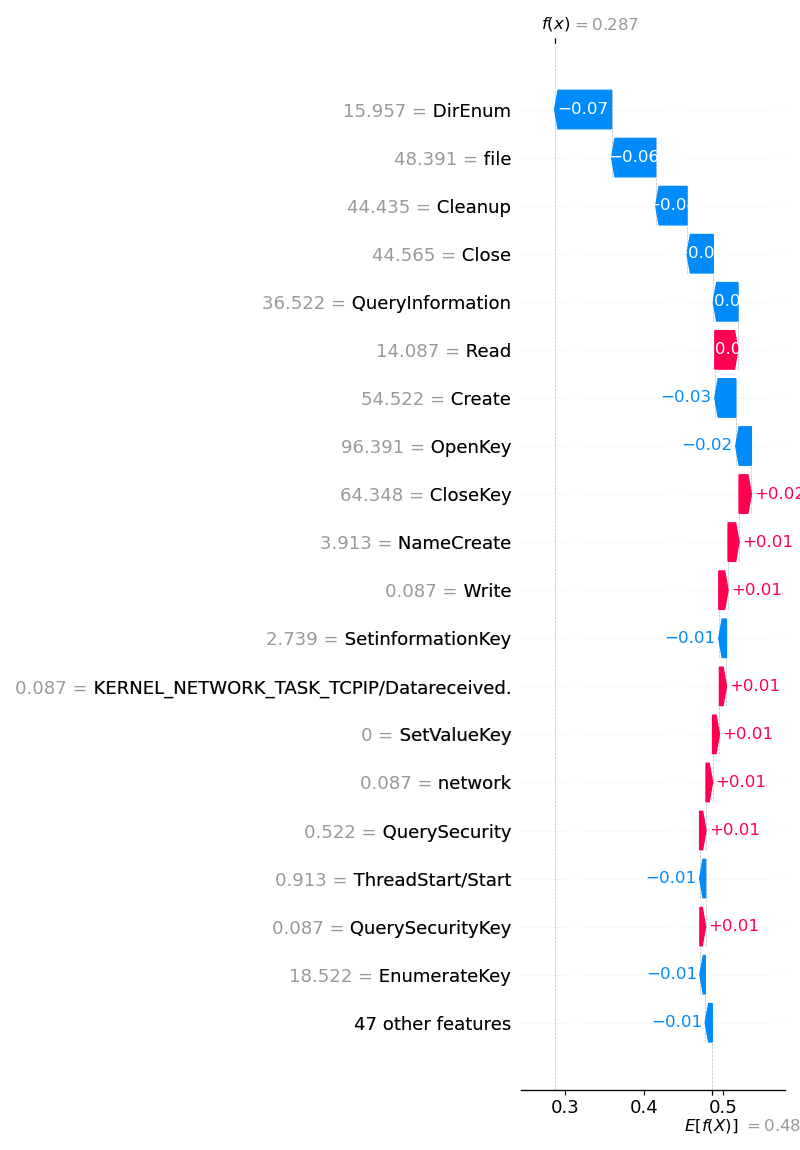 f(x) = 0.287
15.957 = DirEnum −0.07
48.391 = file −0.06
44.435 = Cleanup
44.565 = Close
36.522 = QueryInformation
14.087 = Read
54.522 = Create −0.03
96.391 = OpenKey −0.02
64.348 = CloseKey +0.02
3.913 = NameCreate +0.01
0.087 = Write +0.01
2.739 = SetinformationKey −0.01
0.087 = KERNEL_NETWORK_TASK_TCPIP/Datareceived. +0.01
0 = SetValueKey +0.01
0.087 = network +0.01
0.522 = QuerySecurity +0.01
0.913 = ThreadStart/Start −0.01
0.087 = QuerySecurityKey +0.01
18.522 = EnumerateKey −0.01
47 other features −0.01
0.3 0.4 0.5
E[f(X)] = 0.48